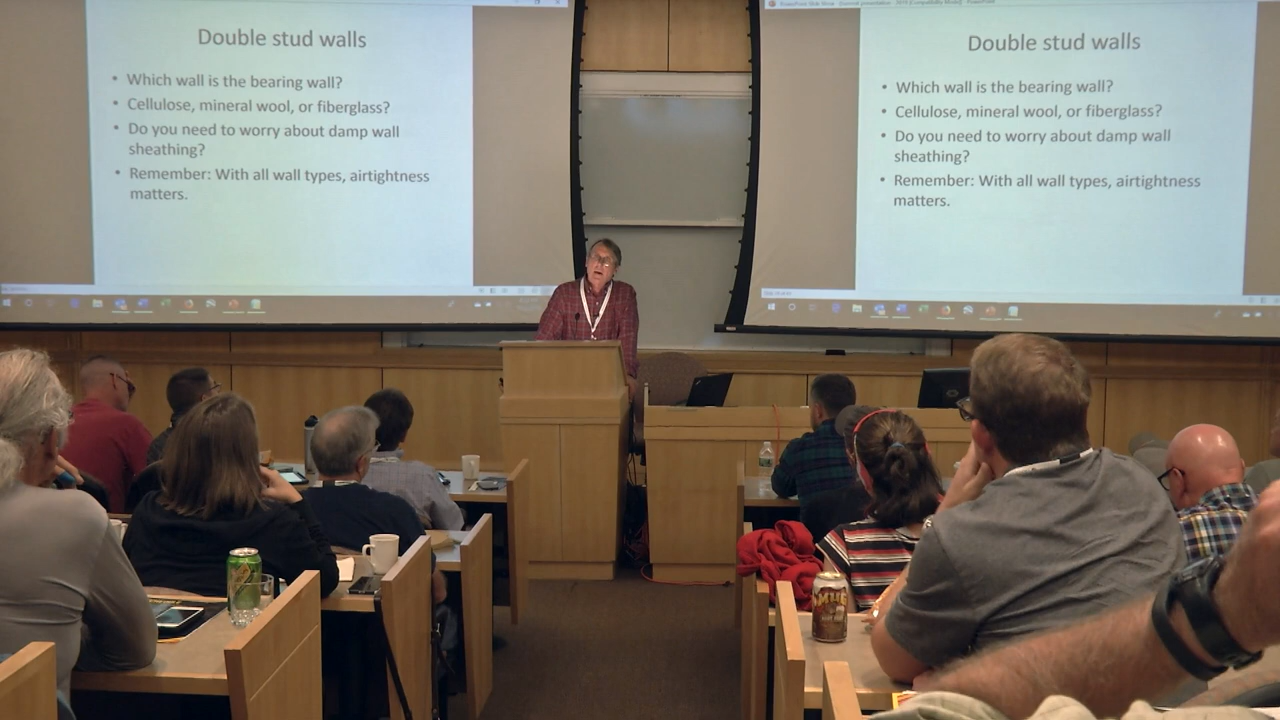 Double stud walls
• Which wall is the bearing wall?
• Cellulose, mineral wool, or fiberglass?
• Do you need to worry about damp wall
sheathing?
• Remember: With all wall types, airtightness
matters.
Double stud walls
• Which wall is the bearing wall?
• Cellulose, mineral wool, or fiberglass?
• Do you need to worry about damp wall
sheathing?
• Remember: With all wall types, airtightness
matters.
MUG